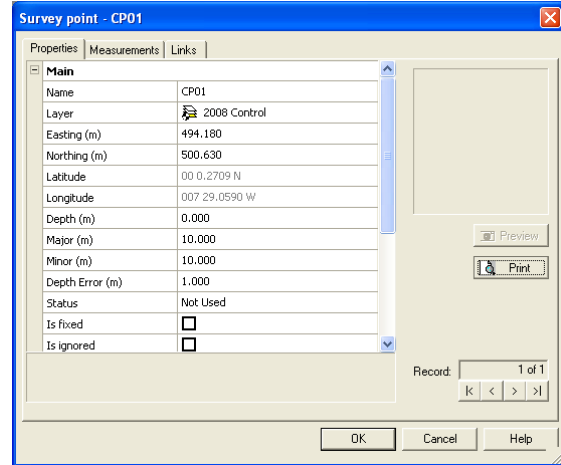 Survey point - CP01
Properties Measurements Links
Main
Name CP01
Layer 2008 Control
Easting (m) 494.180
Northing (m) 500.630
Latitude 00 0.2709 N
Longitude 007 29.0590 W
Depth (m) 0.000
Major (m) 10.000
Minor (m) 10.000
Depth Error (m) 1.000
Status Not Used
Is fixed
Is ignored
Preview
Print
Record: 1 of 1
OK Cancel Help